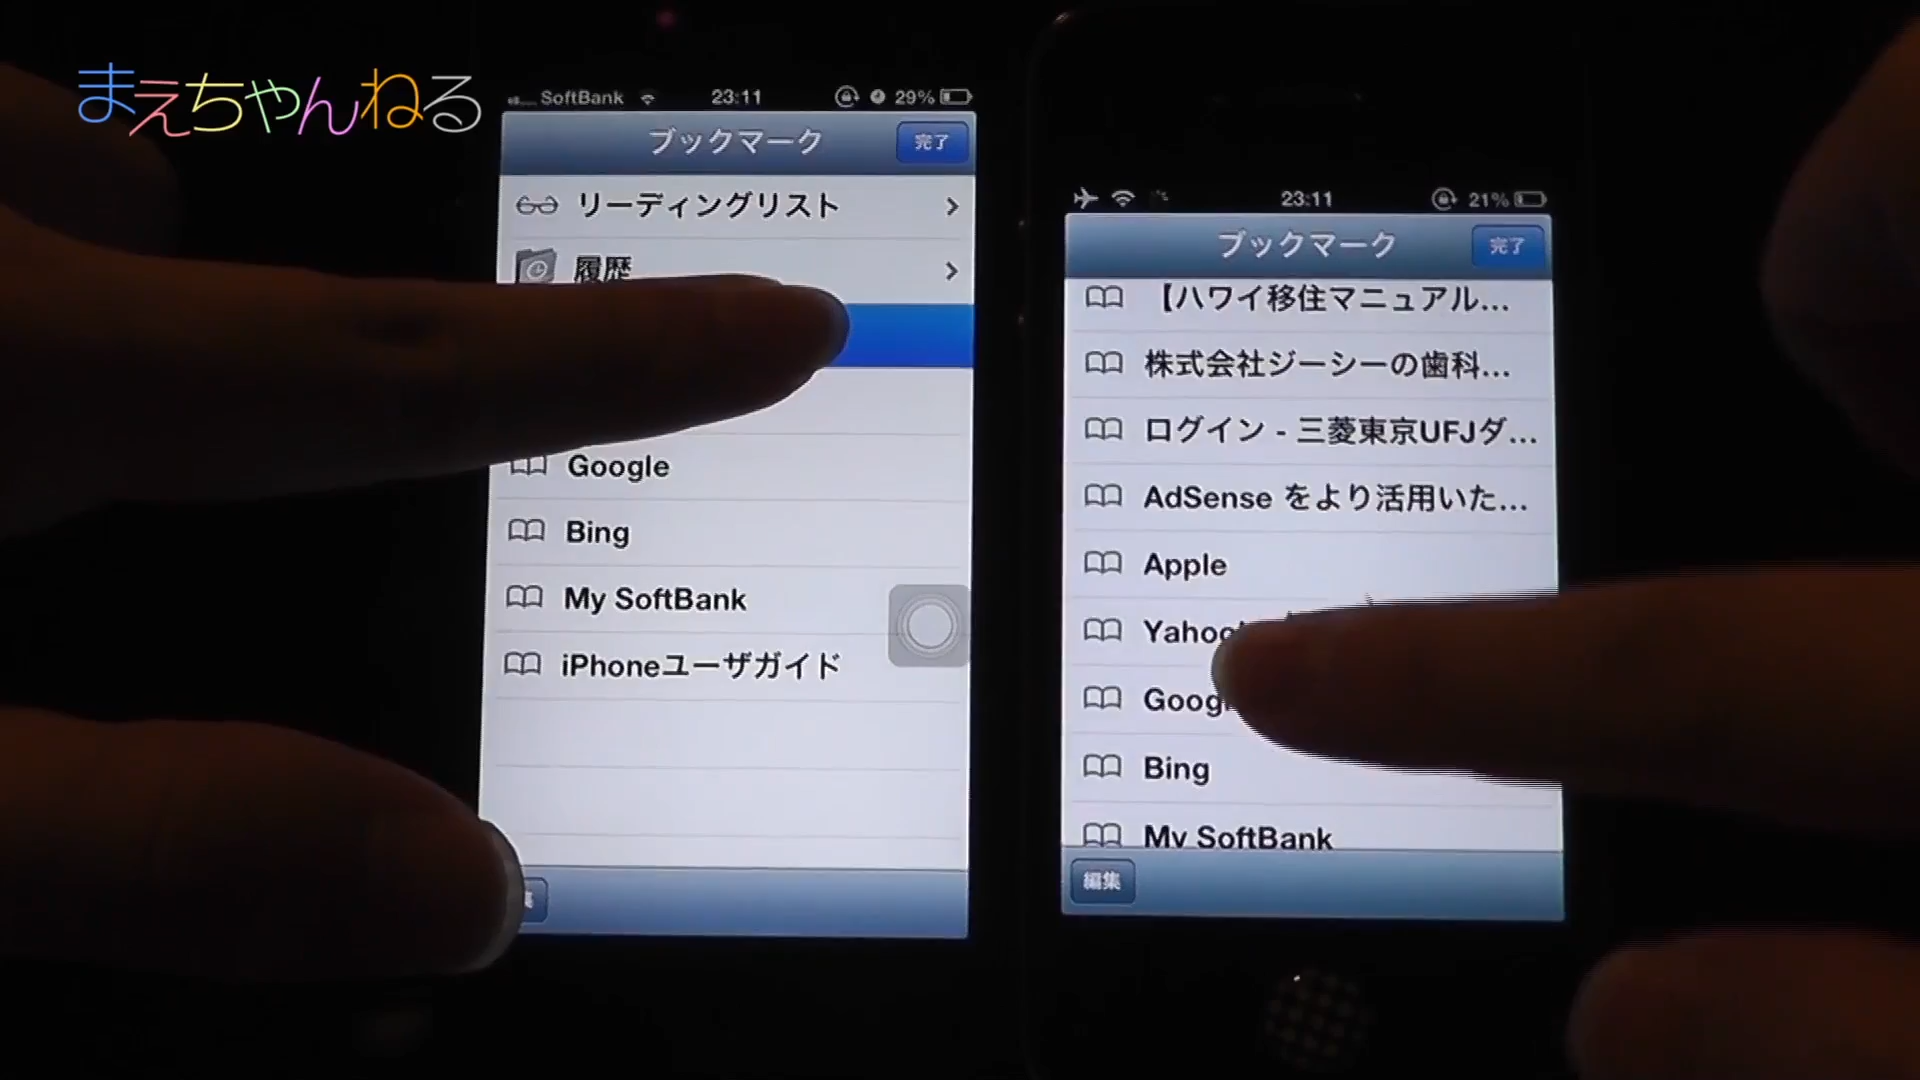 まえちゃんねる
SoftBank 23:11 29%
ブックマーク 完了
リーディングリスト
履歴
Google
Bing
My SoftBank
iPhoneユーザガイド
23:11 21%
ブックマーク 完了
【ハワイ移住マニュアル...
株式会社ジーシーの歯科...
ログイン - 三菱東京UFJダ...
AdSense をより活用いた...
Apple
Yahoo
Goog
Bing
My SoftBank
編集